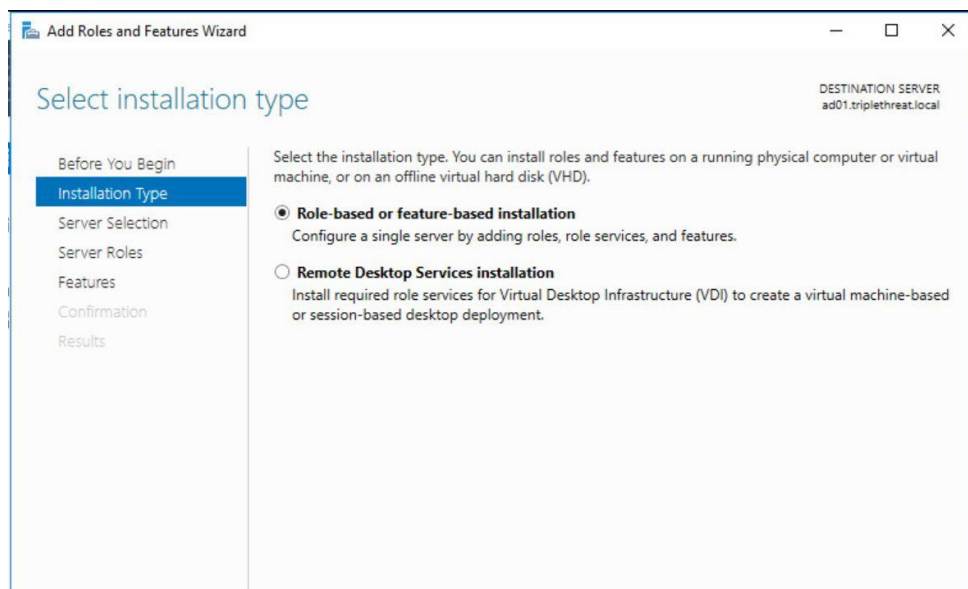 Add Roles and Features Wizard
Select installation type
DESTINATION SERVER
ad01.triplethreat.local
Before You Begin
Installation Type
Server Selection
Server Roles
Features
Confirmation
Results
Select the installation type. You can install roles and features on a running physical computer or virtual
machine, or on an offline virtual hard disk (VHD).
Role-based or feature-based installation
Configure a single server by adding roles, role services, and features.
Remote Desktop Services installation
Install required role services for Virtual Desktop Infrastructure (VDI) to create a virtual machine-based
or session-based desktop deployment.